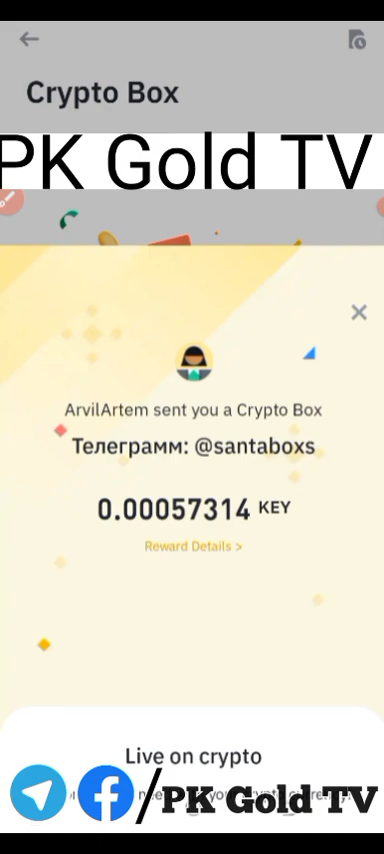 Crypto Box
PK Gold TV
ArvilArtem sent you a Crypto Box
Телеграмм: @santaboxs
0.00057314 KEY
Reward Details >
Live on crypto
/PK Gold TV